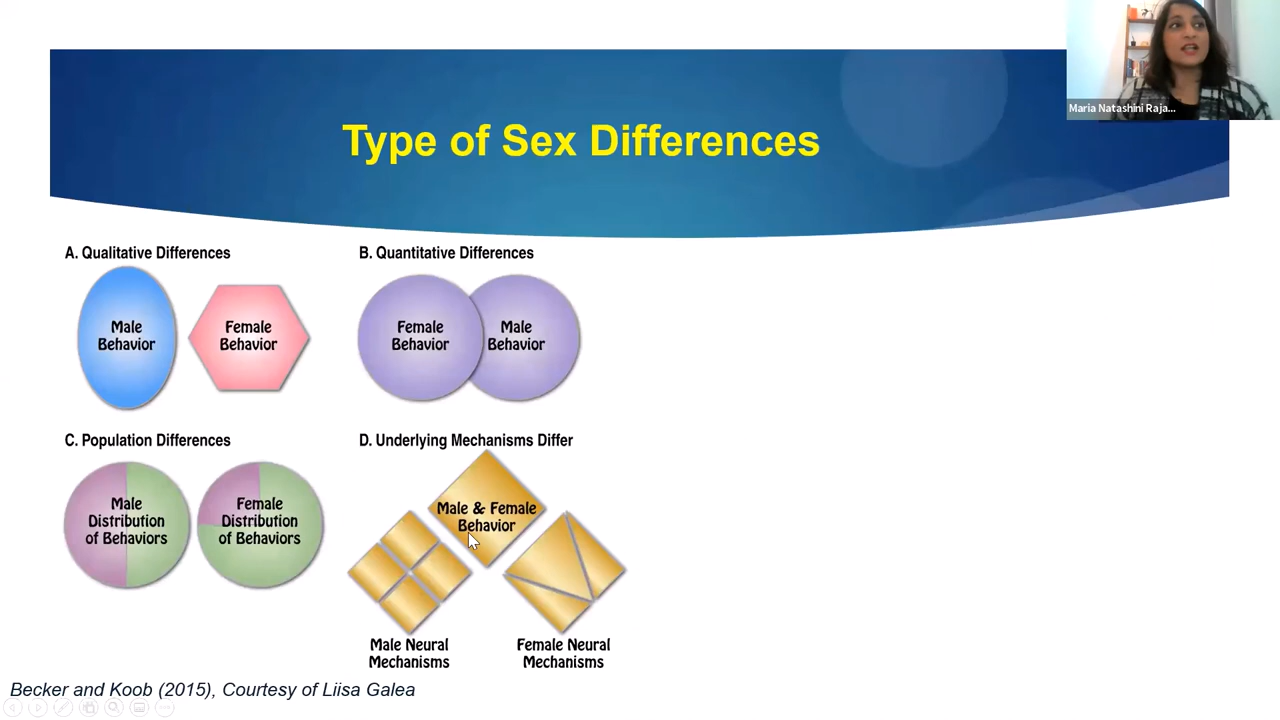 Maria Natashini Raja...
Type of Sex Differences
A. Qualitative Differences
Male
Behavior
Female
Behavior
B. Quantitative Differences
Female
Behavior
Male
Behavior
C. Population Differences
Male
Distribution
of Behaviors
Female
Distribution
of Behaviors
D. Underlying Mechanisms Differ
Male & Female
Behavior
Male Neural
Mechanisms
Female Neural
Mechanisms
Becker and Koob (2015), Courtesy of Liisa Galea